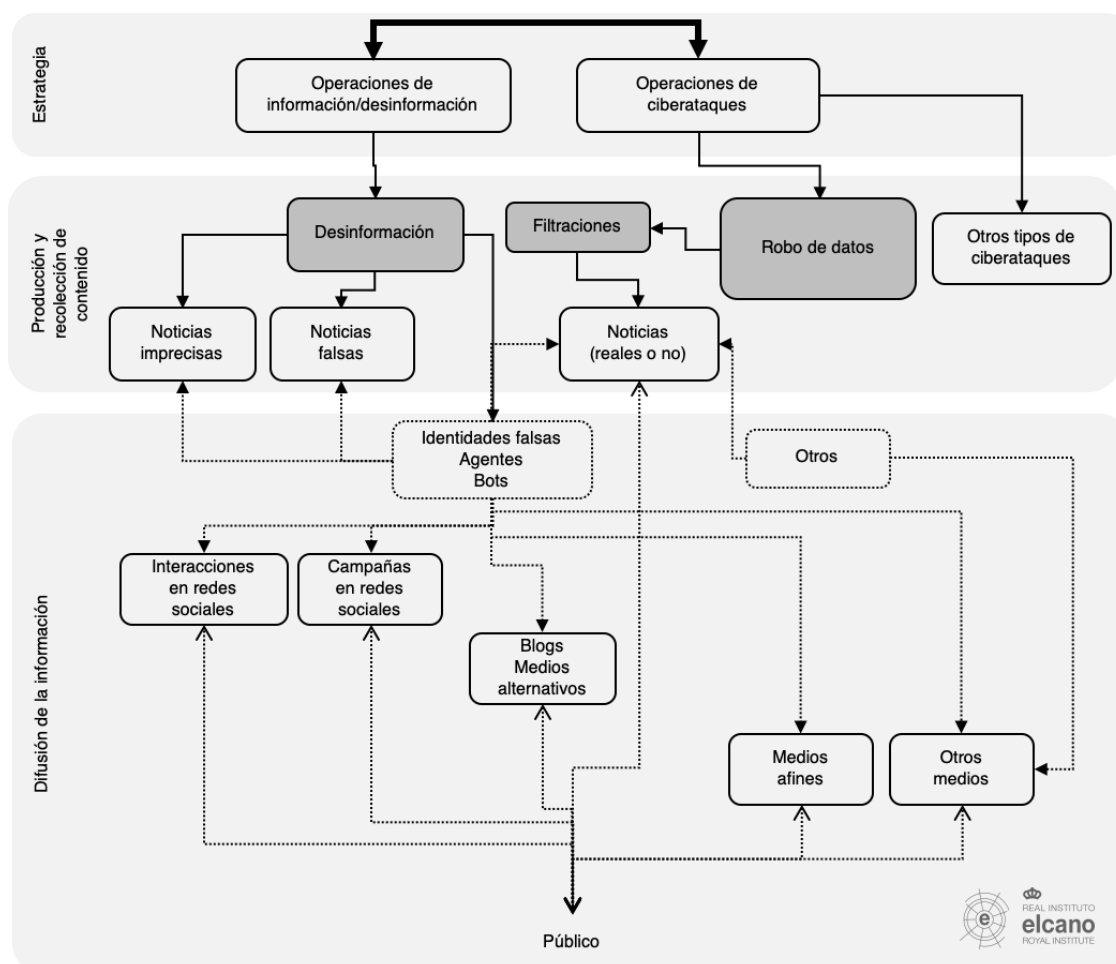 Estrategia
Operaciones de
información/desinformación
Operaciones de
ciberataques
Producción y
recolección de
contenido
Desinformación
Filtraciones
Robo de datos
Otros tipos de
ciberataques
Noticias
imprecisas
Noticias
falsas
Noticias
(reales o no)
Difusión de la información
Identidades falsas
Agentes
Bots
Otros
Interacciones
en redes
sociales
Campañas
en redes
sociales
Blogs
Medios
alternativos
Medios
afines
Otros
medios
Público
e
REAL INSTITUTO
elcano
ROYAL INSTITUTE